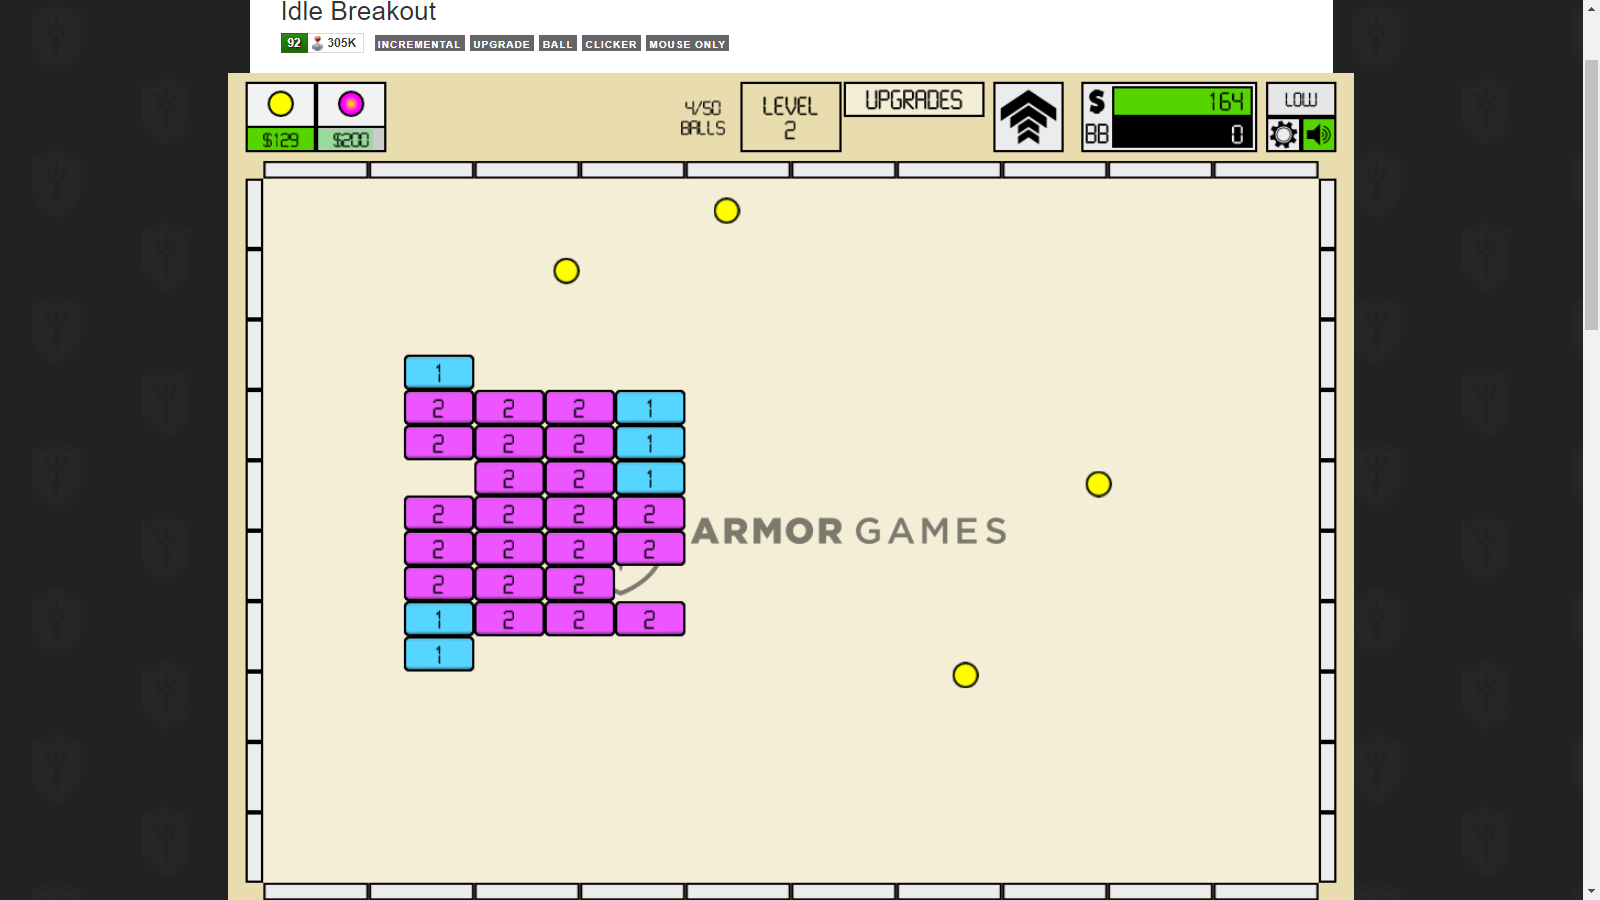 Idle Breakout
92 305K INCREMENTAL UPGRADE BALL CLICKER MOUSE ONLY
$129 $200
4/50
BALLS
LEVEL
2
UPGRADES
$ 164
BB 0
LOW
1
2 2 2 1
2 2 2 1
2 2 1
2 2 2 2
ARMOR GAMES
2 2 2 2
2 2 2
1 2 2 2
1